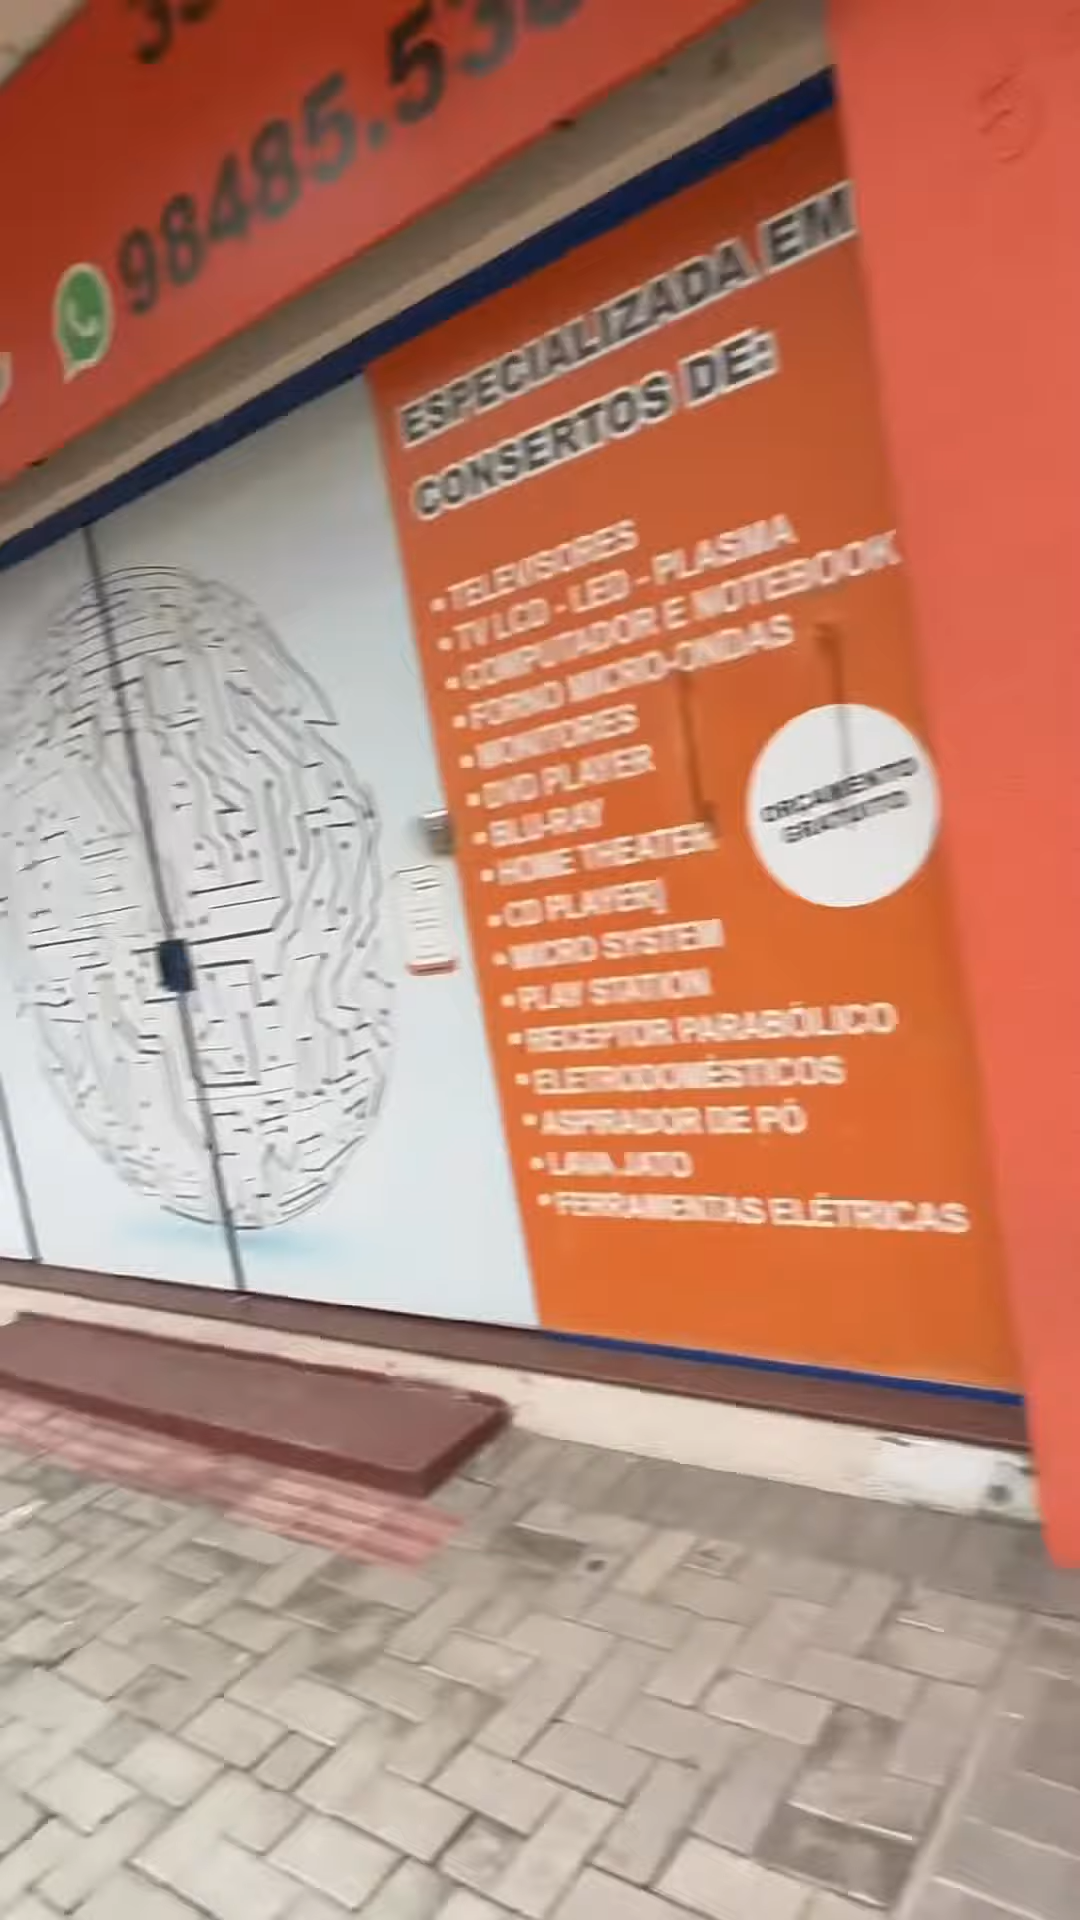 98485.53
ESPECIALIZADA EM
CONSERTOS DE:
• TELEVISORES
• TV LCD - LED - PLASMA
• COMPUTADOR E NOTEBOOK
• FORNO MICRO-ONDAS
• MONITORES
• DVD PLAYER
• BLU-RAY
• HOME THEATER
• CD PLAYER]
• MICRO SYSTEM
• PLAY STATION
• RECEPTOR PARABÓLICO
• ELETRODOMÉSTICOS
• ASPIRADOR DE PÓ
• LAVA JATO
• FERRAMENTAS ELÉTRICAS
ORÇAMENTO
GRATUITO